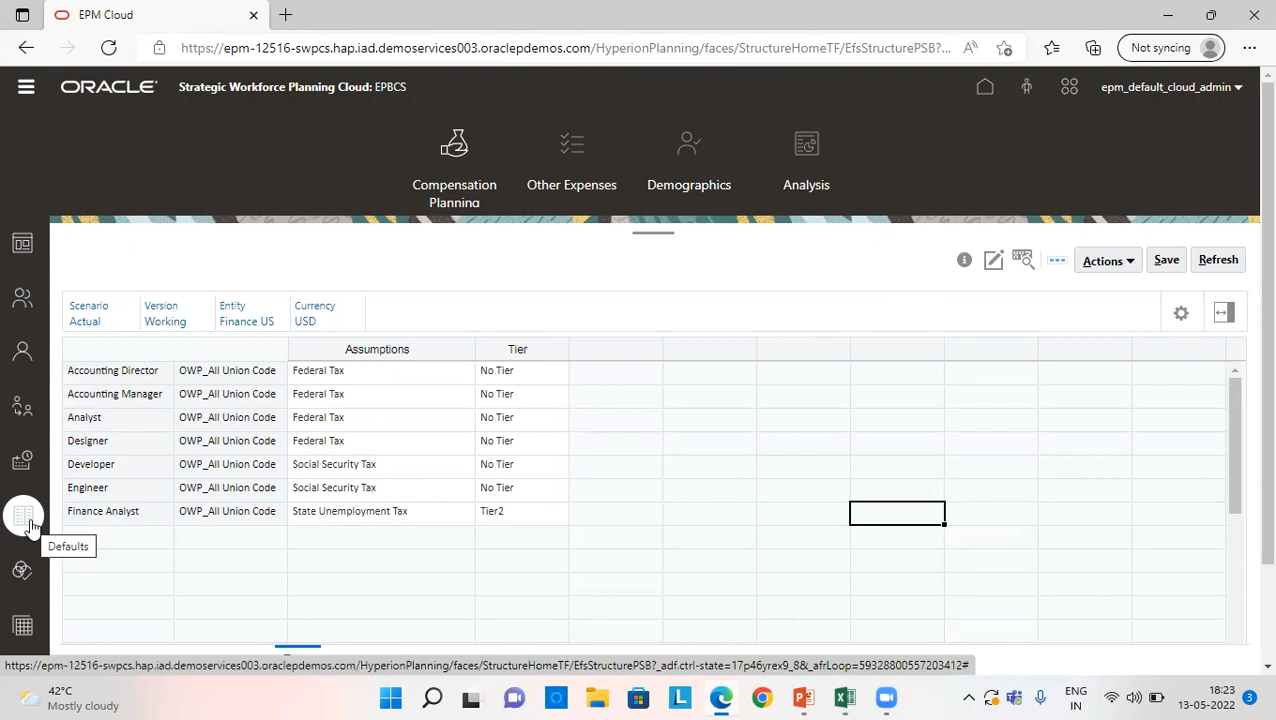 EPM Cloud
https://epm-12516-swpcs.hap.iad.demoservices003.oraclepdemos.com/HyperionPlanning/faces/StructureHomeTF/EfsStructurePSB?...
Not syncing
ORACLE Strategic Workforce Planning Cloud: EPBCS
epm_default_cloud_admin
Compensation Planning
Other Expenses
Demographics
Analysis
Actions Save Refresh
Scenario Version Entity Currency
Actual Working Finance US USD
Assumptions Tier
Accounting Director OWP_All Union Code Federal Tax No Tier
Accounting Manager OWP_All Union Code Federal Tax No Tier
Analyst OWP_All Union Code Federal Tax No Tier
Designer OWP_All Union Code Federal Tax No Tier
Developer OWP_All Union Code Social Security Tax No Tier
Engineer OWP_All Union Code Social Security Tax No Tier
Finance Analyst OWP_All Union Code State Unemployment Tax Tier2
Defaults
https://epm-12516-swpcs.hap.iad.demoservices003.oraclepdemos.com/HyperionPlanning/faces/StructureHomeTF/EfsStructurePSB?_adf.ctrl-state=17p46yrex9_8&_afrLoop=59328800557203412#
42°C
Mostly cloudy
ENG
IN
18:23
13-05-2022
3